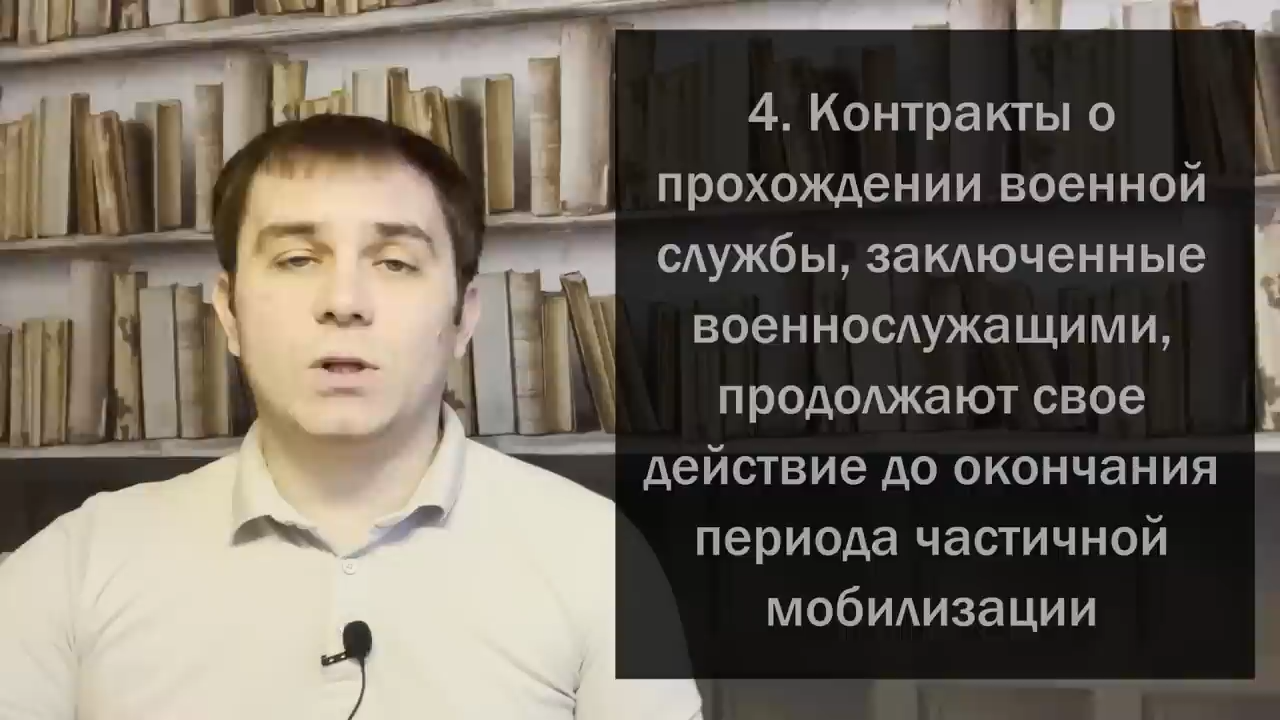 4. Контракты о
прохождении военной
службы, заключенные
военнослужащими,
продолжают свое
действие до окончания
периода частичной
мобилизации